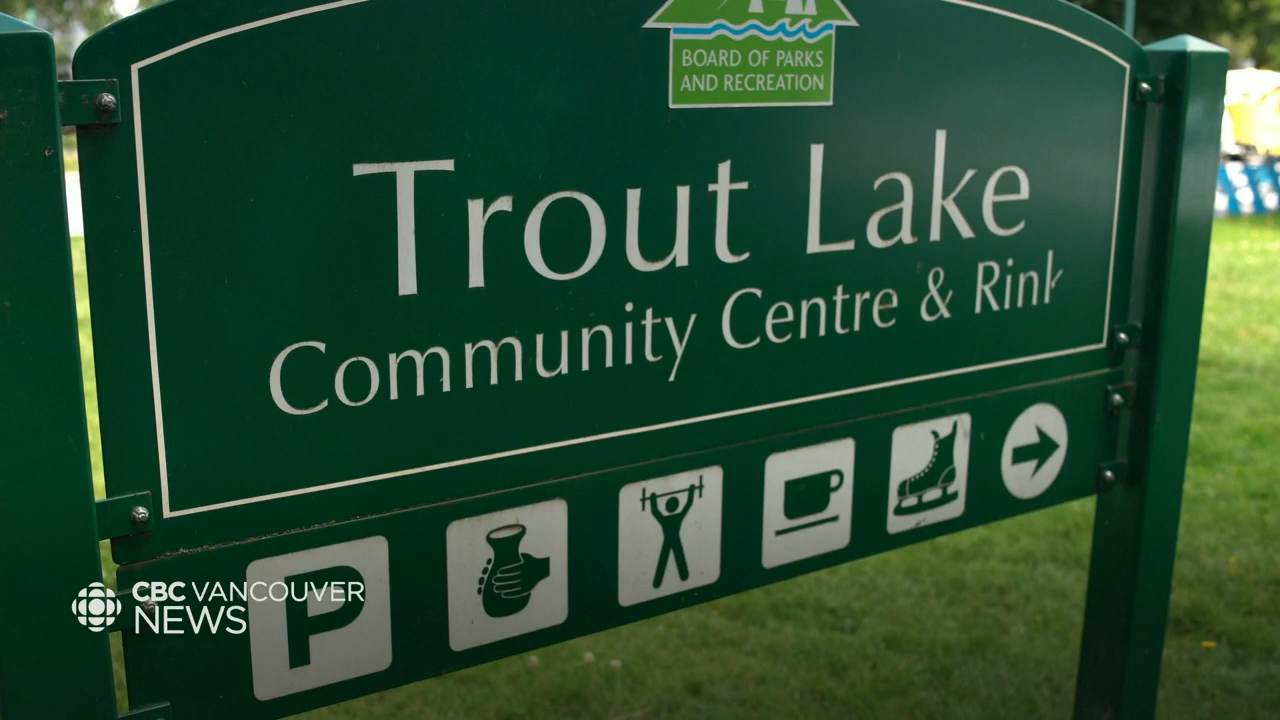 BOARD OF PARKS
AND RECREATION
Trout Lake
Community Centre & Rink
P
CBC VANCOUVER
NEWS